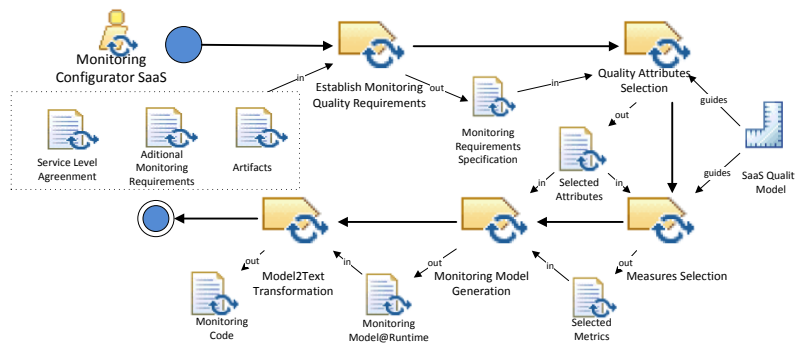 Monitoring
Configurator SaaS
in
Establish Monitoring
Quality Requirements
out
in
Quality Attributes
Selection
Service Level
Agreenment
Aditional
Monitoring
Requirements
Artifacts
Monitoring
Requirements
Specification
out
guides
guides
SaaS Qualit
Model
Selected
Attributes
in
in
Model2Text
Transformation
in
out
Monitoring Model
Generation
out
in
out
Measures Selection
Monitoring
Code
Monitoring
Model@Runtime
Selected
Metrics